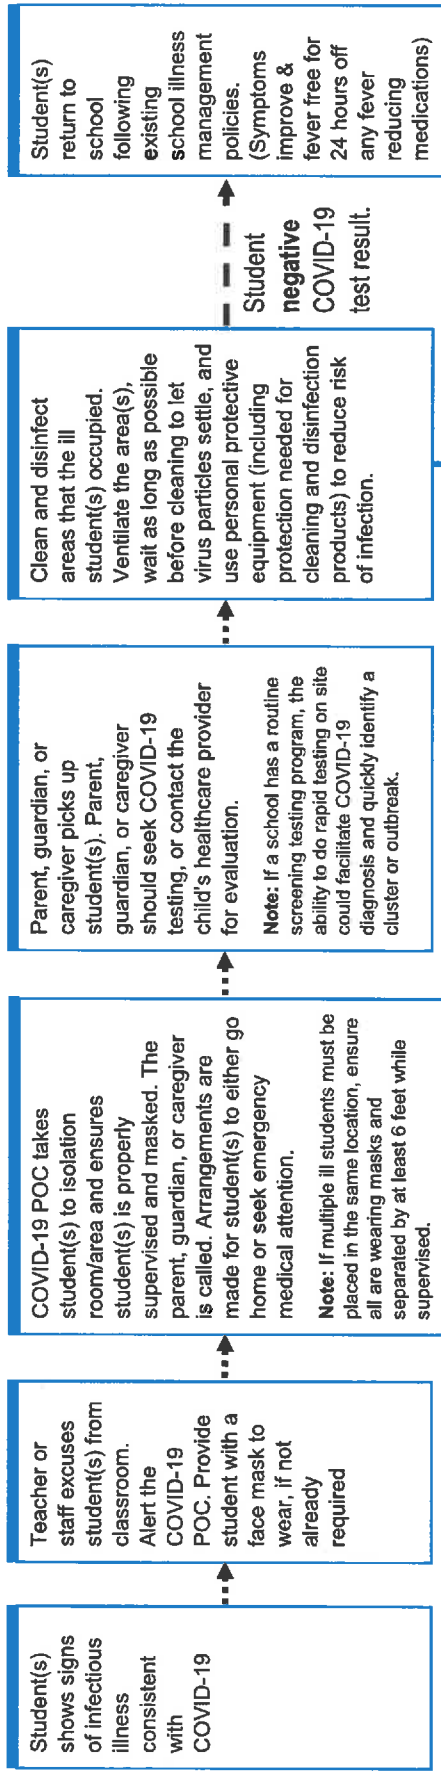 Student(s)
shows signs
of infectious
illness
consistent
with
COVID-19
Teacher or
staff excuses
student(s) from
classroom.
Alert the
COVID-19
POC. Provide
student with a
face mask to
wear, if not
already
required
COVID-19 POC takes
student(s) to isolation
room/area and ensures
student(s) is properly
supervised and masked. The
parent, guardian, or caregiver
is called. Arrangements are
made for student(s) to either go
home or seek emergency
medical attention.
Note: If multiple ill students must be
placed in the same location, ensure
all are wearing masks and
separated by at least 6 feet while
supervised.
Parent, guardian, or
caregiver picks up
student(s). Parent,
guardian, or caregiver
should seek COVID-19
testing, or contact the
child's healthcare provider
for evaluation.
Note: If a school has a routine
screening testing program, the
ability to do rapid testing on site
could facilitate COVID-19
diagnosis and quickly identify a
cluster or outbreak.
Clean and disinfect
areas that the ill
student(s) occupied.
Ventilate the area(s),
wait as long as possible
before cleaning to let
virus particles settle, and
use personal protective
equipment (including
protection needed for
cleaning and disinfection
products) to reduce risk
of infection.
Student
negative
COVID-19
test result.
Student(s)
return to
school
following
existing
school illness
management
policies.
(Symptoms
improve &
fever free for
24 hours off
any fever
reducing
medications)